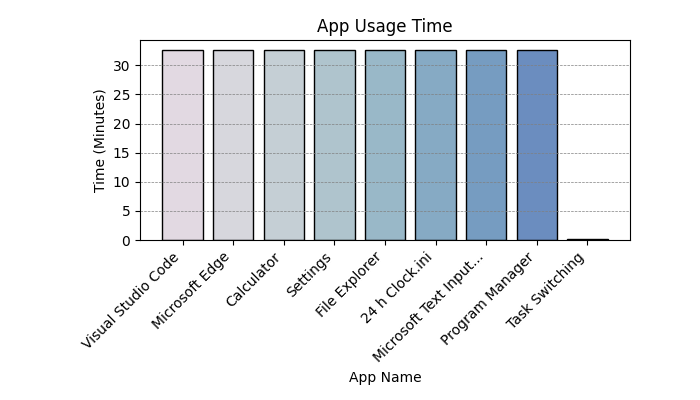 App Usage Time
Time (Minutes)
30
25
20
15
10
5
0
Visual Studio Code
Microsoft Edge
Calculator
Settings
File Explorer
24 h Clock.ini
Microsoft Text Input...
Program Manager
Task Switching
App Name